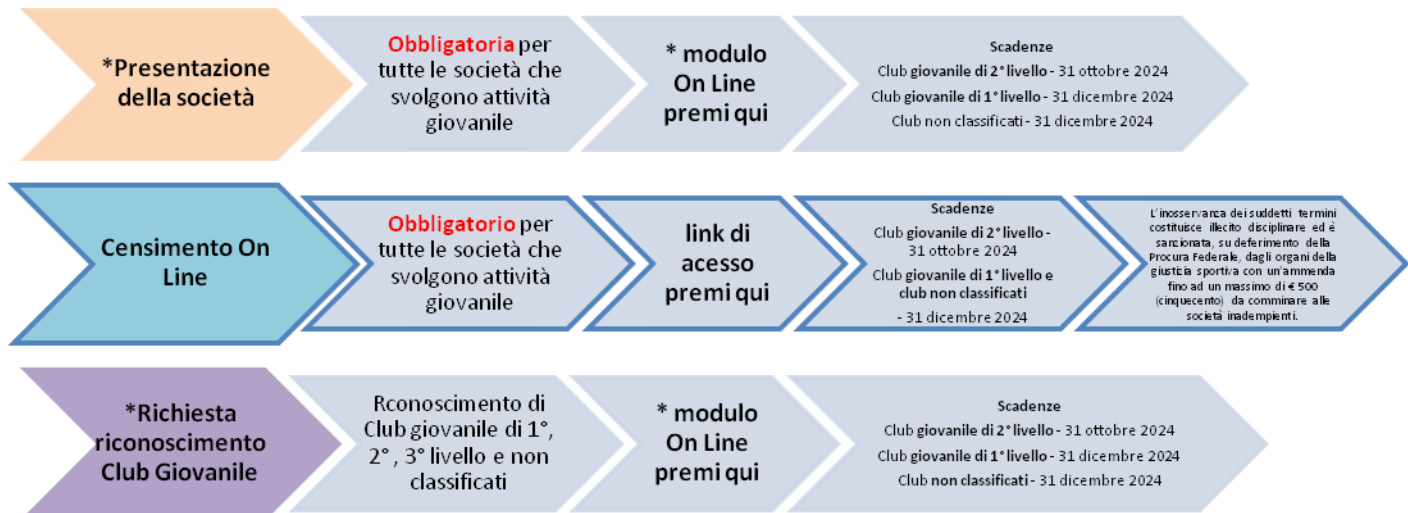 *Presentazione
della società
Obbligatoria per
tutte le società che
svolgono attività
giovanile
* modulo
On Line
premi qui
Scadenze
Club giovanile di 2° livello - 31 ottobre 2024
Club giovanile di 1° livello - 31 dicembre 2024
Club non classificati - 31 dicembre 2024
Censimento On
Line
Obbligatorio per
tutte le società che
svolgono attività
giovanile
link di
acesso
premi qui
Scadenze
Club giovanile di 2° livello -
31 ottobre 2024
Club giovanile di 1° livello e
club non classificati
- 31 dicembre 2024
L'inosservanza dei suddetti termini
costituisce illecito disciplinare ed è
sanzionata, su deferimento della
Procura Federale, dagli organi della
giustizia sportiva con un'ammenda
fino ad un massimo di € 500
(cinquecento) da comminare alle
società inadempienti.
*Richiesta
riconoscimento
Club Giovanile
Rconoscimento di
Club giovanile di 1°,
2° , 3° livello e non
classificati
* modulo
On Line
premi qui
Scadenze
Club giovanile di 2° livello - 31 ottobre 2024
Club giovanile di 1° livello - 31 dicembre 2024
Club non classificati - 31 dicembre 2024